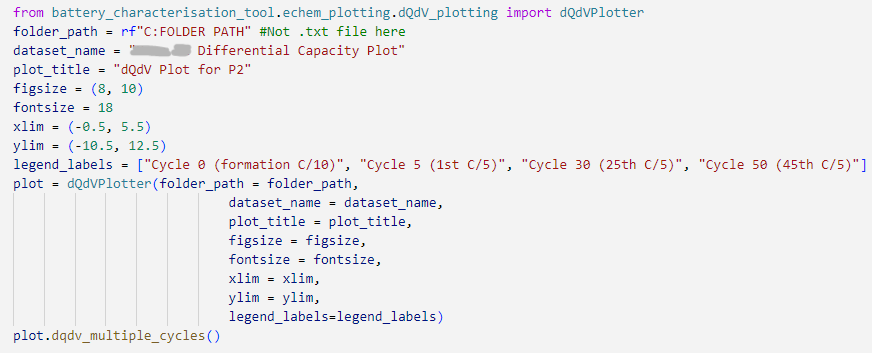 from battery_characterisation_tool.echem_plotting.dQdV_plotting import dQdVPlotter
folder_path = rf"C:FOLDER PATH" #Not .txt file here
dataset_name = " Differential Capacity Plot"
plot_title = "dQdV Plot for P2"
figsize = (8, 10)
fontsize = 18
xlim = (-0.5, 5.5)
ylim = (-10.5, 12.5)
legend_labels = ["Cycle 0 (formation C/10)", "Cycle 5 (1st C/5)", "Cycle 30 (25th C/5)", "Cycle 50 (45th C/5)"]
plot = dQdVPlotter(folder_path = folder_path,
dataset_name = dataset_name,
plot_title = plot_title,
figsize = figsize,
fontsize = fontsize,
xlim = xlim,
ylim = ylim,
legend_labels=legend_labels)
plot.dqdv_multiple_cycles()